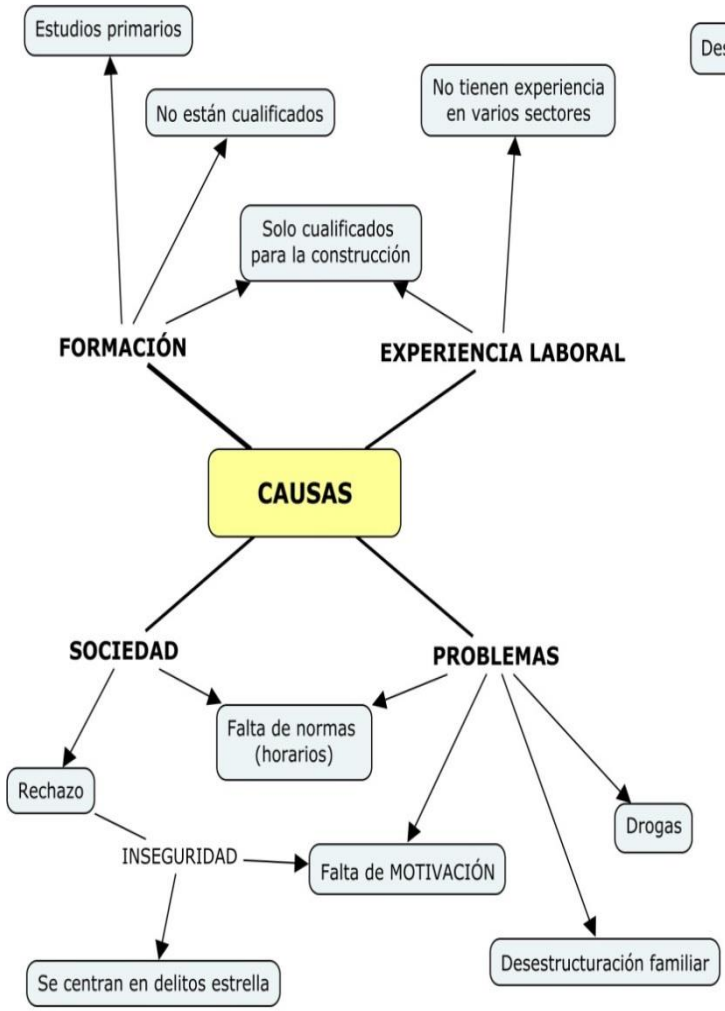 Estudios primarios
Des
No están cualificados
No tienen experiencia
en varios sectores
Solo cualificados
para la construcción
FORMACIÓN
EXPERIENCIA LABORAL
CAUSAS
SOCIEDAD
PROBLEMAS
Falta de normas
(horarios)
Rechazo
Drogas
INSEGURIDAD
Falta de MOTIVACIÓN
Desestructuración familiar
Se centran en delitos estrella